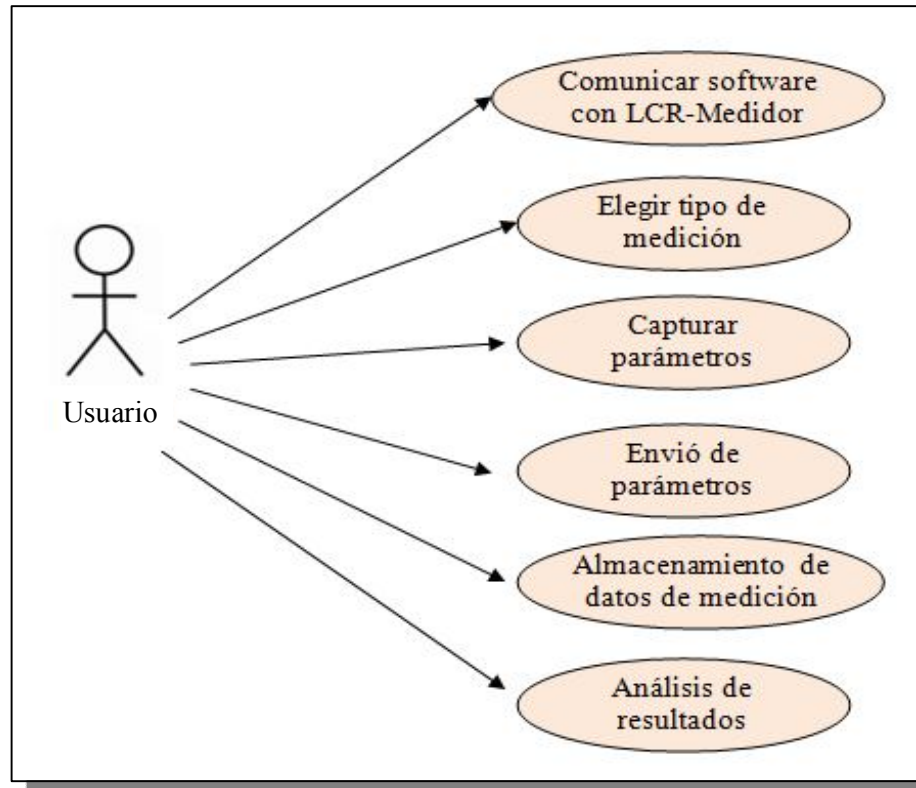 Comunicar software
con LCR-Medidor
Elegir tipo de
medición
Capturar
parámetros
Usuario
Envió de
parámetros
Almacenamiento de
datos de medición
Análisis de
resultados